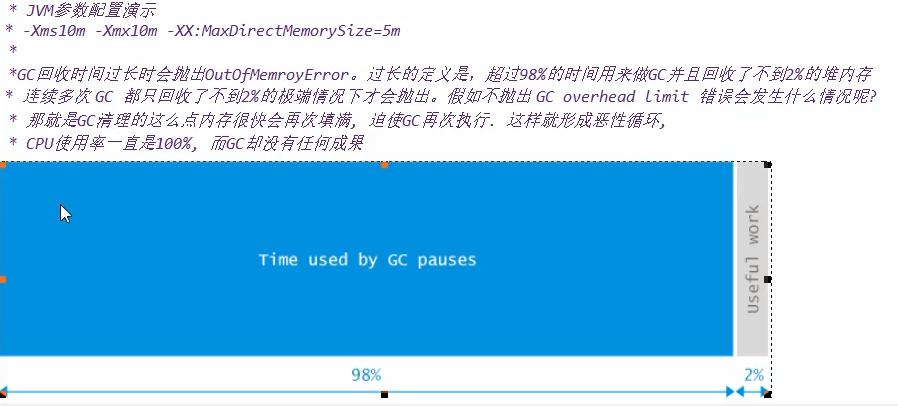 * JVM参数配置演示
* -Xms10m -Xmx10m -XX:MaxDirectMemorySize=5m
*
*GC回收时间过长时会抛出OutOfMemroyError。过长的定义是，超过98%的时间用来做GC并且回收了不到2%的堆内存
* 连续多次 GC 都只回收了不到2%的极端情况下才会抛出。假如不抛出 GC overhead limit 错误会发生什么情况呢?
* 那就是GC清理的这么点内存很快会再次填满, 迫使GC再次执行. 这样就形成恶性循环,
* CPU使用率一直是100%, 而GC却没有任何成果
Time used by GC pauses
Useful work
98%
2%